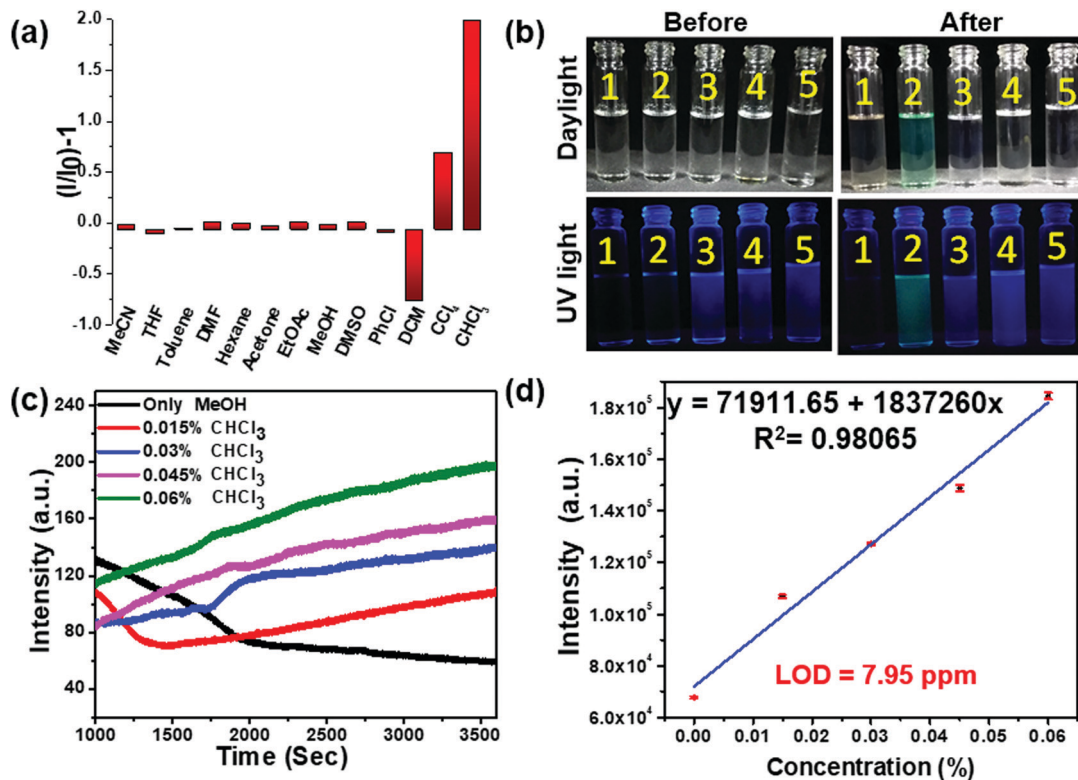 (a)
(I/I0)-1
2.0
1.5
1.0
0.5
0.0
-0.5
-1.0
MeCN
THF
Toluene
DMF
Hexane
Acetone
EtOAc
MeOH
DMSO
PhCl
DCM
CCl4
CHCl3
(b)
Before After
Daylight
1 2 3 4 5 1 2 3 4 5
UV light
1 2 3 4 5 1 2 3 4 5
(c)
Intensity (a.u.)
240
200
160
120
80
40
Only MeOH
0.015% CHCl3
0.03% CHCl3
0.045% CHCl3
0.06% CHCl3
1000 1500 2000 2500 3000 3500
Time (Sec)
(d)
Intensity (a.u.)
1.8x10⁵
1.6x10⁵
1.4x10⁵
1.2x10⁵
1.0x10⁵
8.0x10⁴
6.0x10⁴
y = 71911.65 + 1837260x
R²= 0.98065
LOD = 7.95 ppm
0.00 0.01 0.02 0.03 0.04 0.05 0.06
Concentration (%)